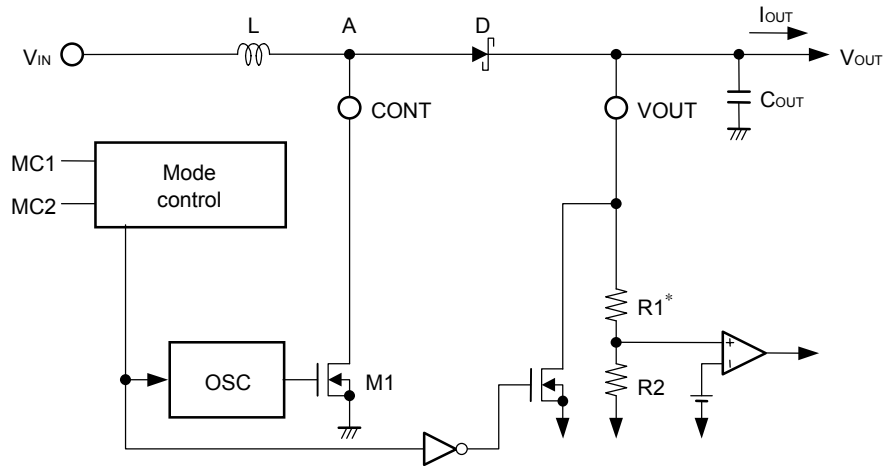 IOUT
L
A
D
VIN
VOUT
CONT
VOUT
COUT
MC1
MC2
Mode
control
R1*
OSC
M1
R2
+
-